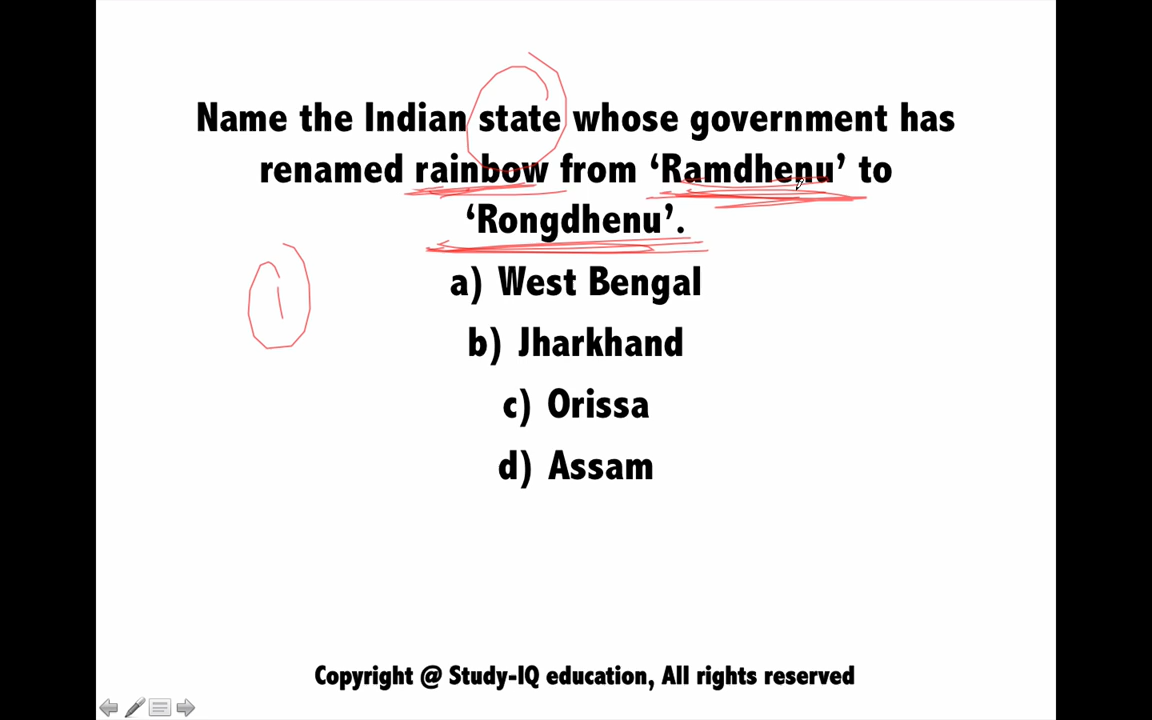 Name the Indian state whose government has
renamed rainbow from ‘Ramdhenu’ to
‘Rongdhenu’.
1
a) West Bengal
b) Jharkhand
c) Orissa
d) Assam
Copyright @ Study-IQ education, All rights reserved